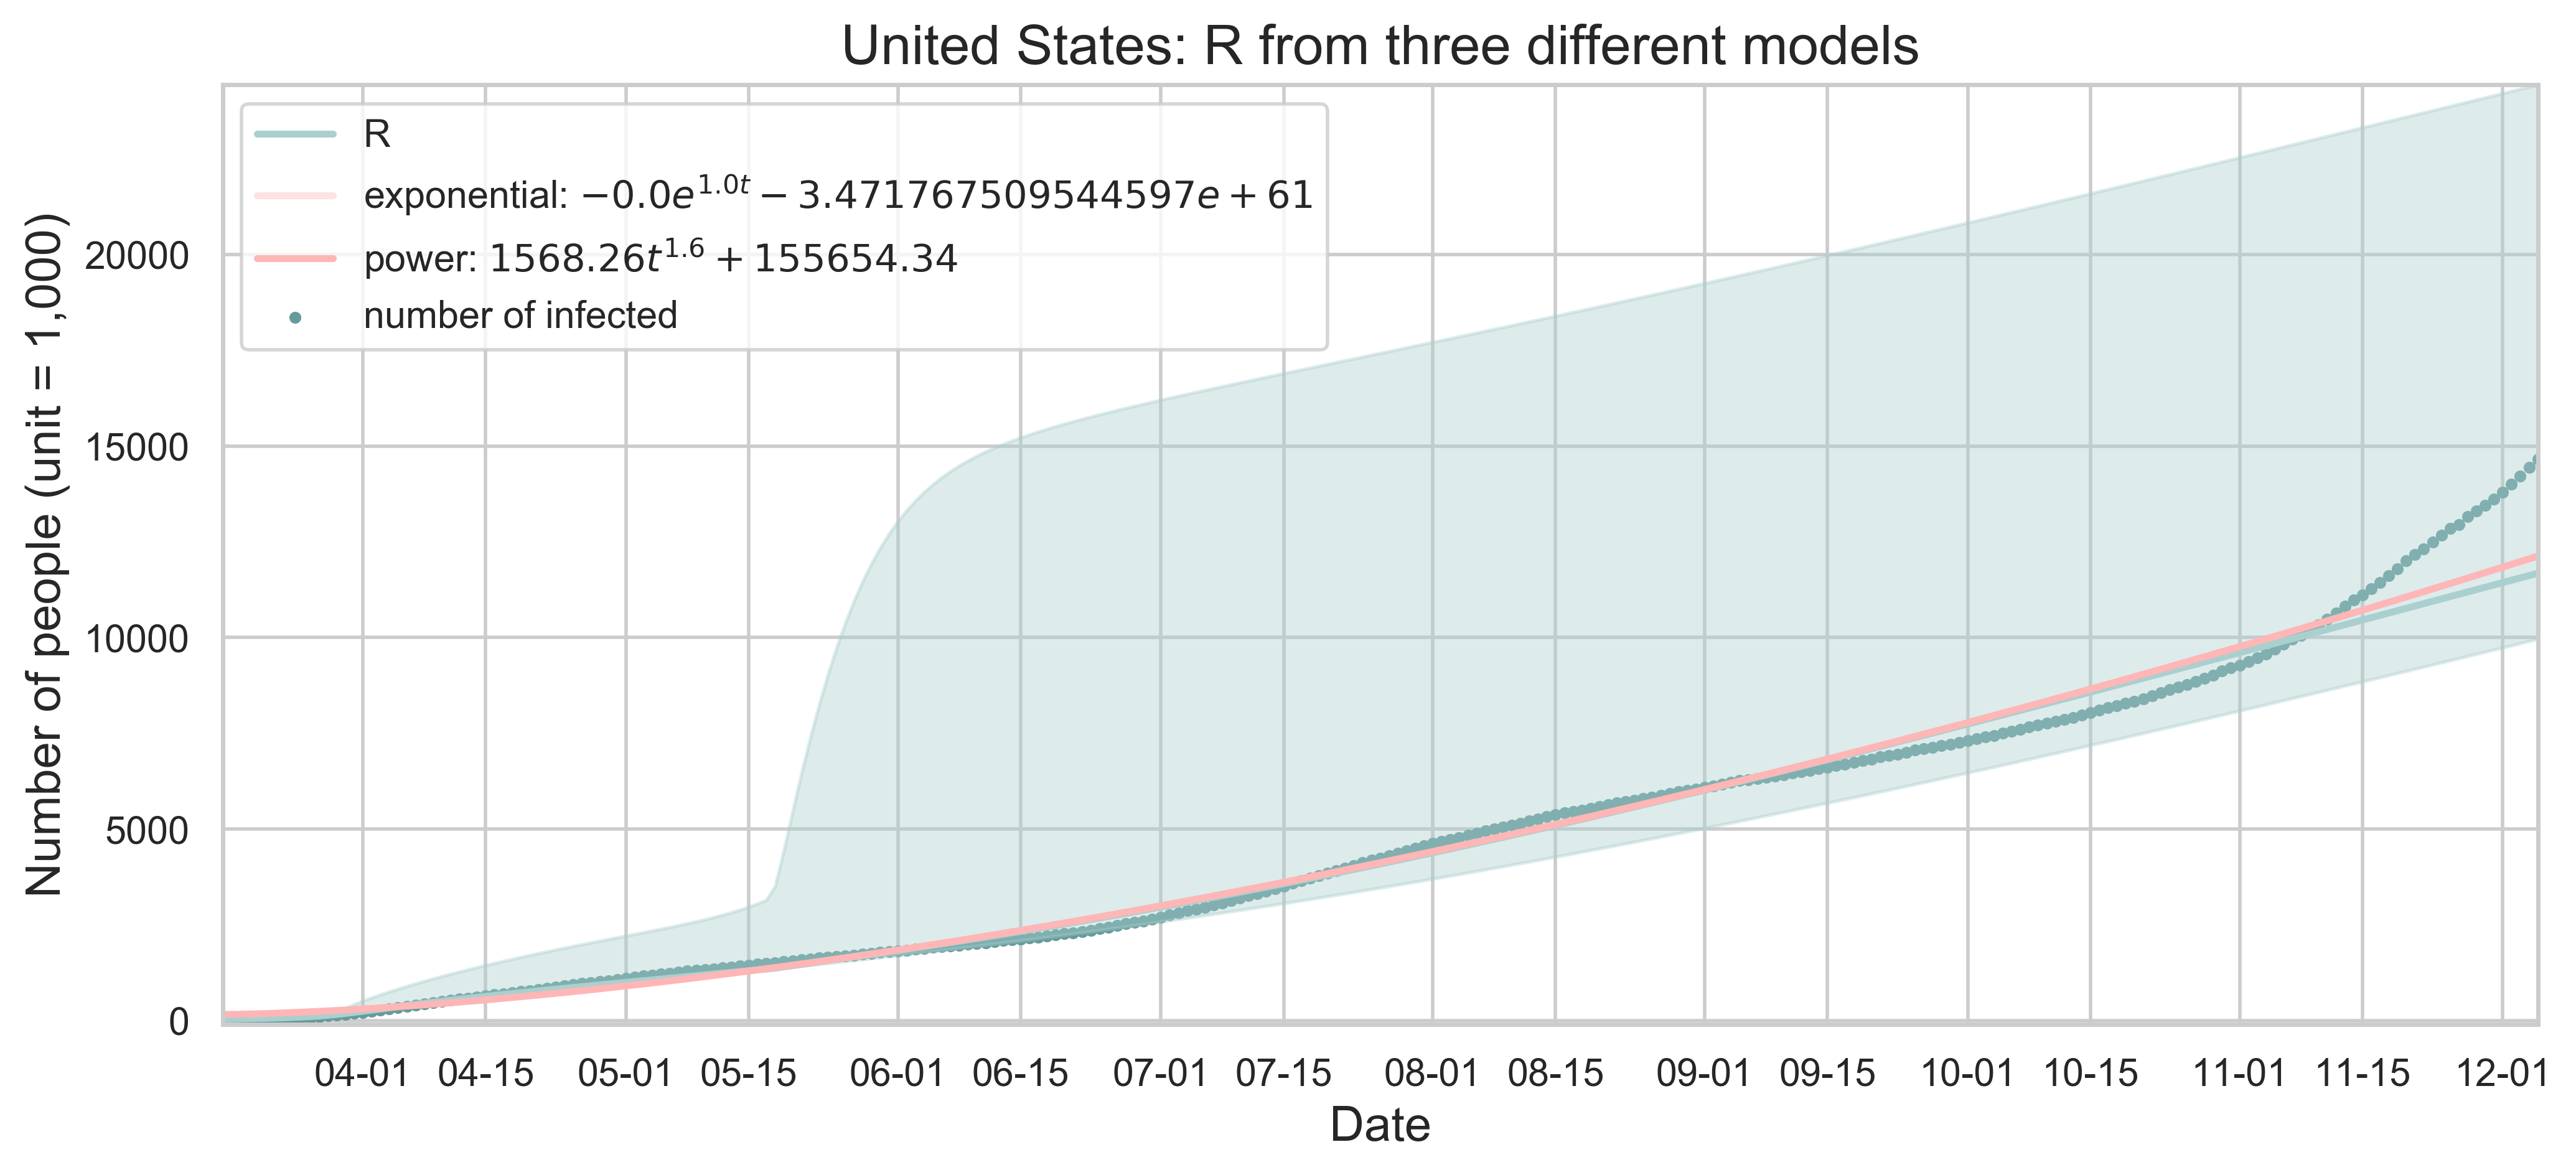 United States: R from three different models
R
exponential: −0.0e^{1.0t} − 3.4717675095445​97e + 61
power: 1568.26t^{1.6} + 155654.34
number of infected
Number of people (unit = 1,000)
20000
15000
10000
5000
0
04-01 04-15 05-01 05-15 06-01 06-15 07-01 07-15 08-01 08-15 09-01 09-15 10-01 10-15 11-01 11-15 12-01
Date